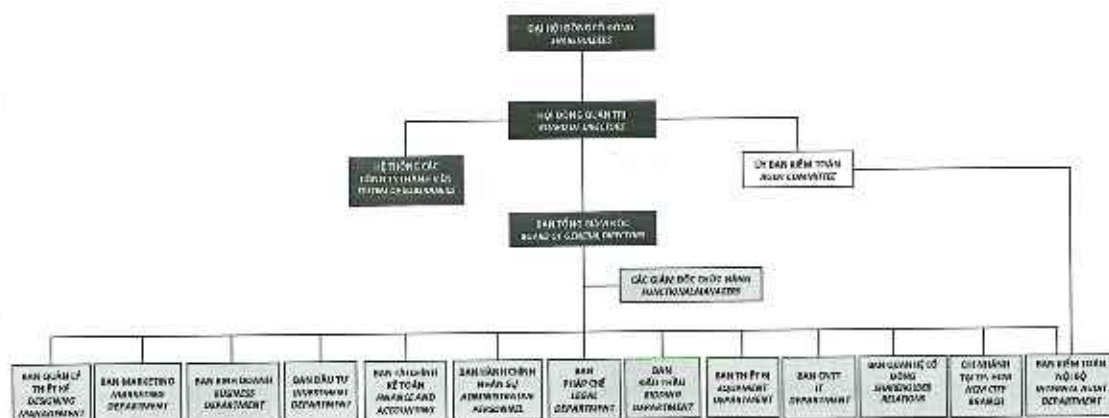 ĐẠI HỘI ĐỒNG CỔ ĐÔNG
SHAREHOLDERS
HỘI ĐỒNG QUẢN TRỊ
BOARD OF DIRECTORS
HỆ THỐNG CÁC
CÔNG TY THÀNH VIÊN
OF SUBSIDIARIES
ỦY BAN KIỂM TOÁN
AUDIT COMMITTEE
BAN TỔNG GIÁM ĐỐC
BOARD OF GENERAL DIRECTORS
CÁC GIÁM ĐỐC CHỨC NĂNG
FUNCTIONAL MANAGERS
BAN QUẢN LÝ
THIẾT KẾ
DESIGNING
MANAGEMENT
BAN MARKETING
MARKETING
DEPARTMENT
BAN KINH DOANH
BUSINESS
DEPARTMENT
BAN ĐẦU TƯ
INVESTMENT
DEPARTMENT
BAN TÀI CHÍNH
KẾ TOÁN
FINANCE AND
ACCOUNTING
BAN HÀNH CHÍNH
NHÂN SỰ
ADMINISTRATIVE
PERSONNEL
BAN
PHÁP CHẾ
LEGAL
DEPARTMENT
BAN
ĐẤU THẦU
BIDDING
DEPARTMENT
BAN THIẾT BỊ
EQUIPMENT
DEPARTMENT
BAN CNTT
IT
DEPARTMENT
BAN QUAN HỆ CỔ
ĐÔNG
SHAREHOLDER
RELATIONS
CHI NHÁNH
TẠI TP. HCM
HCM CITY
BRANCH
BAN KIỂM TOÁN
NỘI BỘ
INTERNAL AUDIT
DEPARTMENT